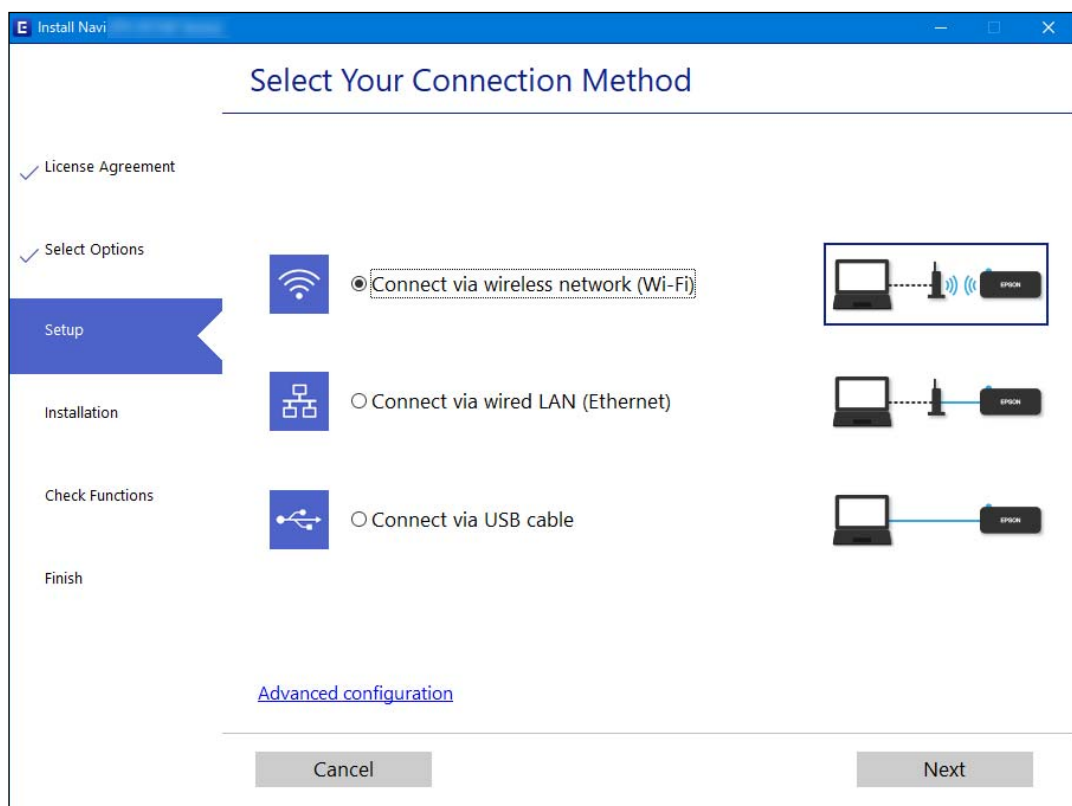 Install Navi
Select Your Connection Method
License Agreement
Select Options
Setup
Installation
Check Functions
Finish
Connect via wireless network (Wi-Fi)
EPSON
Connect via wired LAN (Ethernet)
EPSON
Connect via USB cable
EPSON
Advanced configuration
Cancel
Next